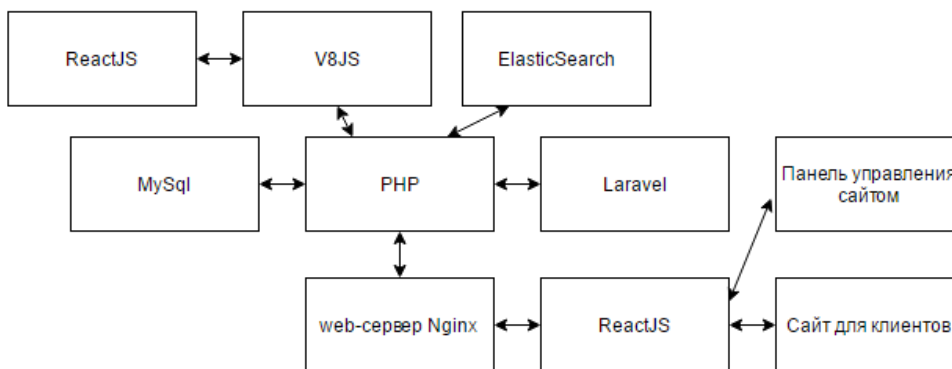 ReactJS
V8JS
ElasticSearch
MySql
PHP
Laravel
Панель управления
сайтом
web-сервер Nginx
ReactJS
Сайт для клиентов